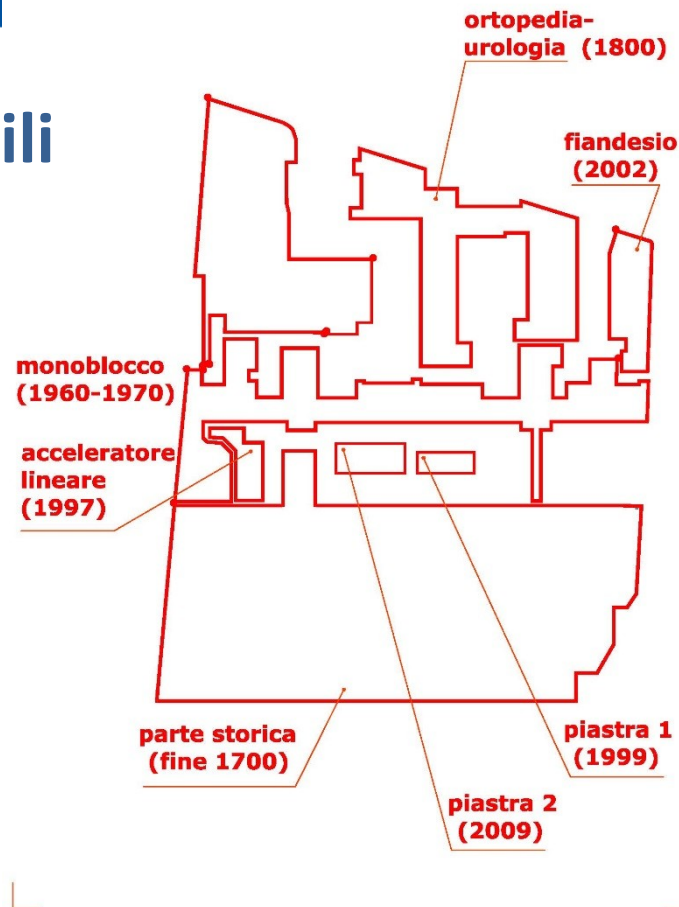 ili
ortopedia-
urologia (1800)
fiandesio
(2002)
monoblocco
(1960-1970)
acceleratore
lineare
(1997)
parte storica
(fine 1700)
piastra 1
(1999)
piastra 2
(2009)